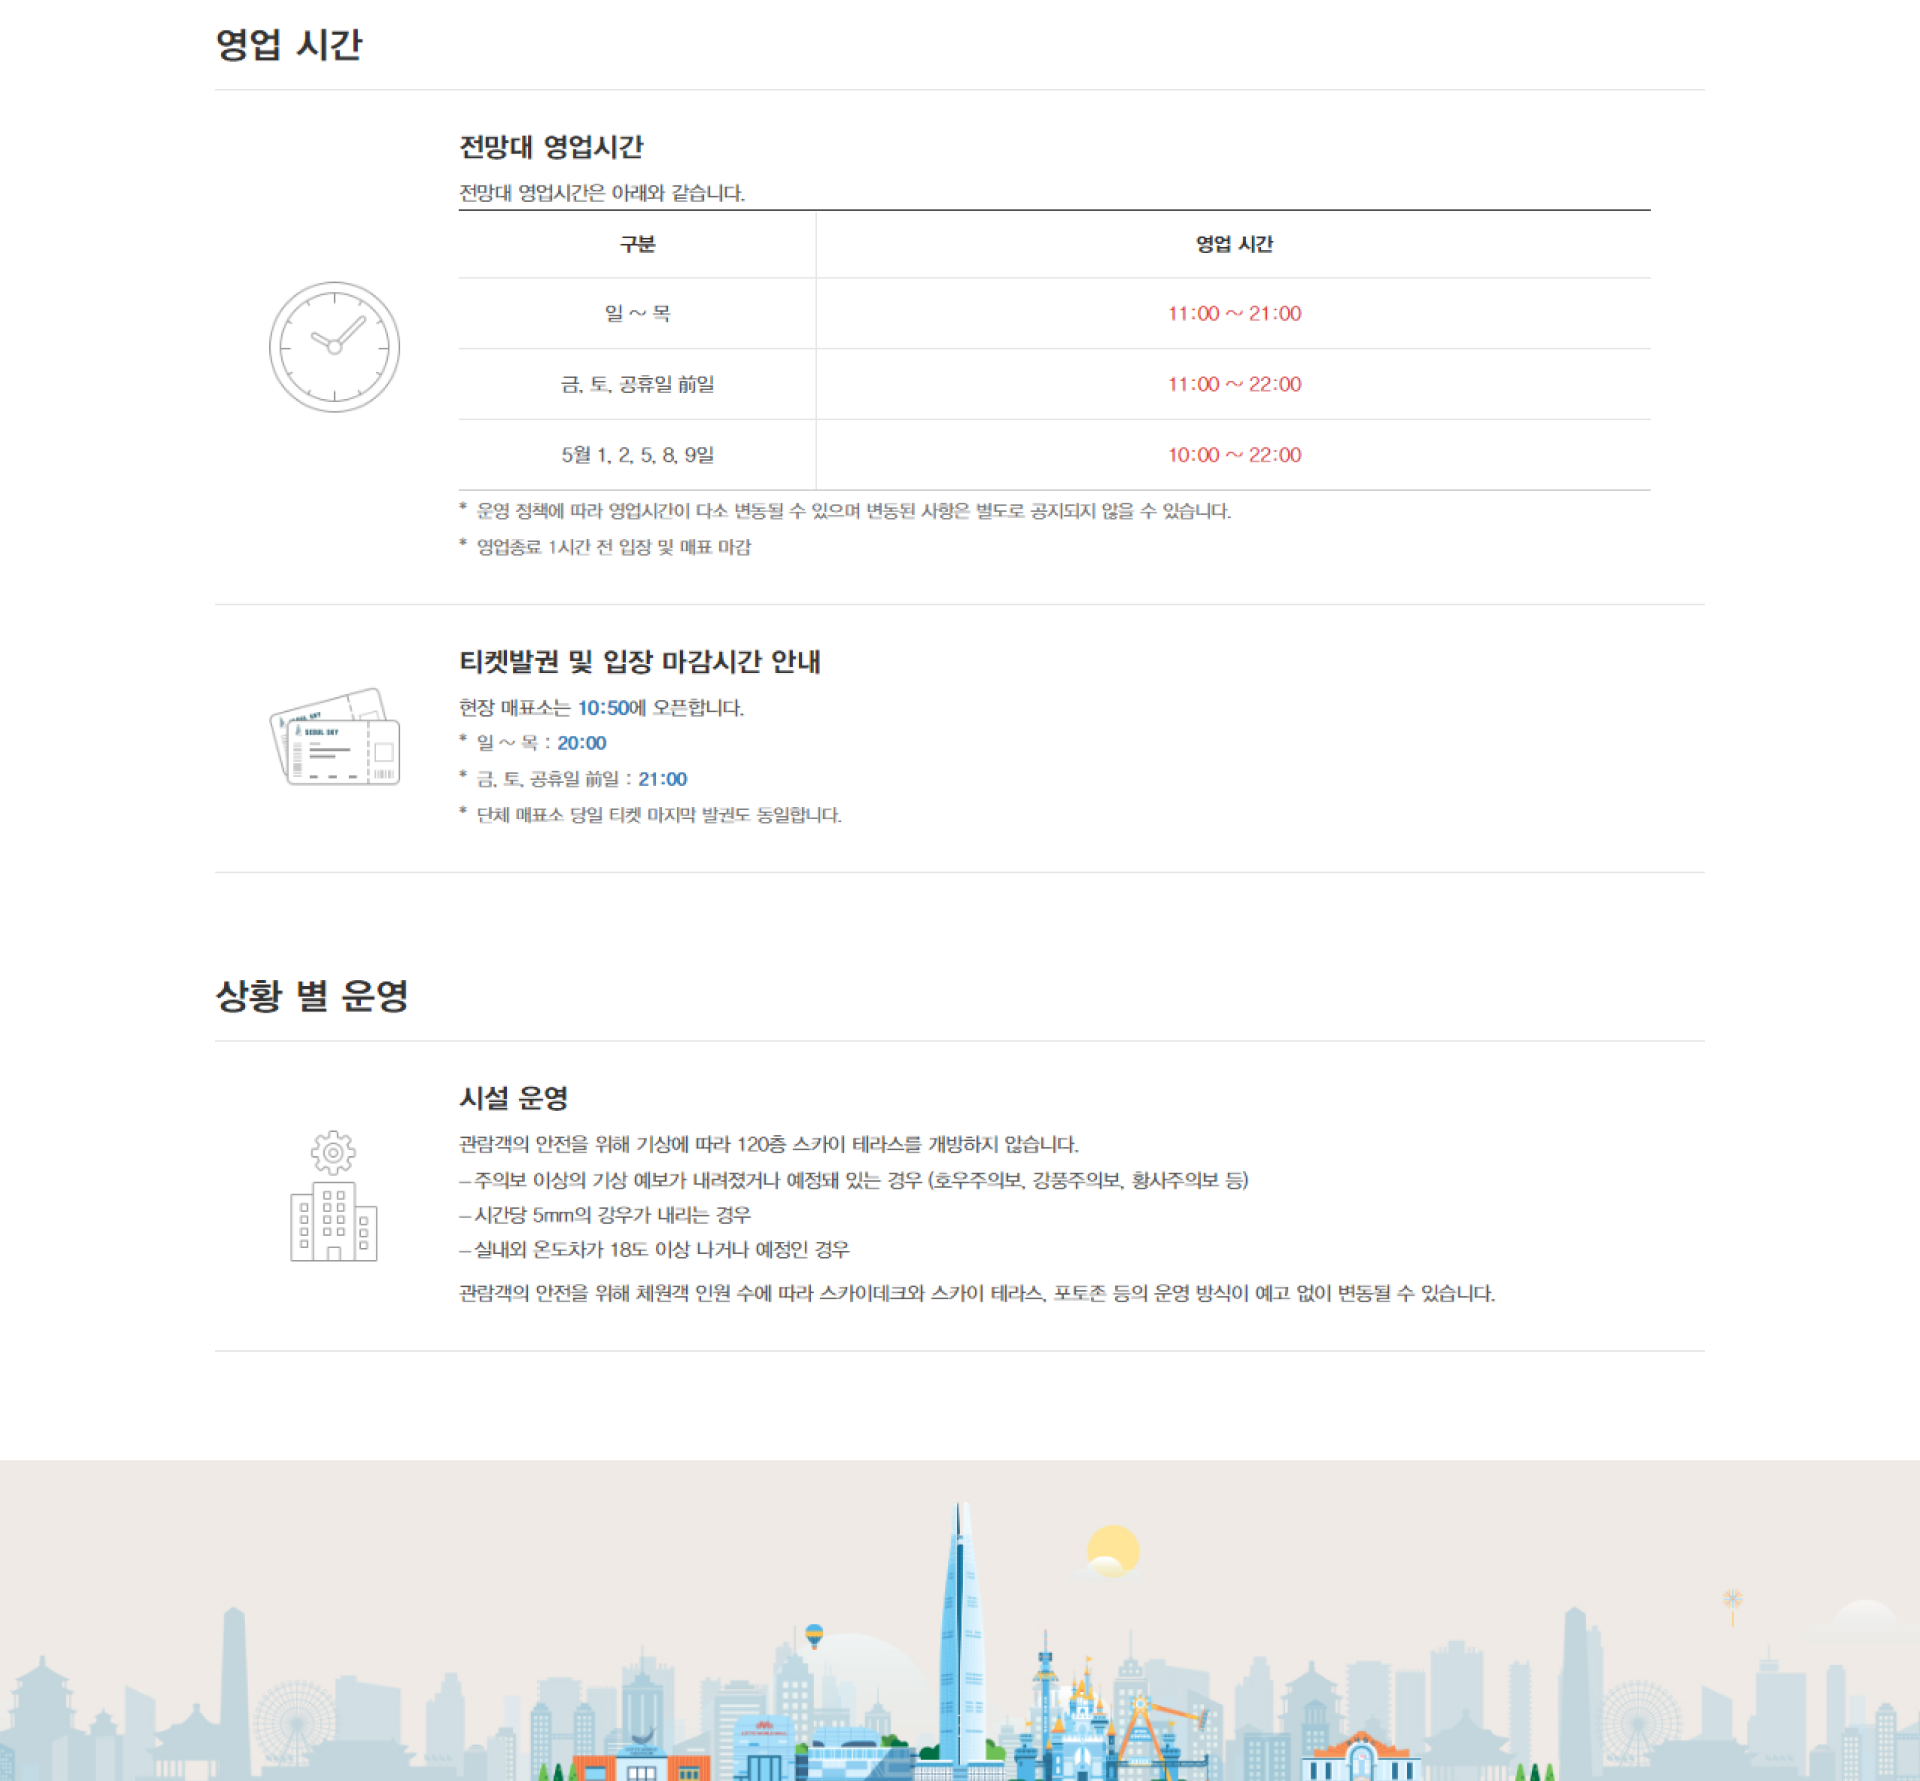 영업 시간
전망대 영업시간
전망대 영업시간은 아래와 같습니다.
구분 영업 시간
일 ~ 목 11:00 ~ 21:00
금, 토, 공휴일 前일 11:00 ~ 22:00
5월 1, 2, 5, 8, 9일 10:00 ~ 22:00
* 운영 정책에 따라 영업시간이 다소 변동될 수 있으며 변동된 사항은 별도로 공지되지 않을 수 있습니다.
* 영업종료 1시간 전 입장 및 매표 마감
티켓발권 및 입장 마감시간 안내
현장 매표소는 10:50에 오픈합니다.
* 일 ~ 목 : 20:00
* 금, 토, 공휴일 前일 : 21:00
* 단체 매표소 당일 티켓 마지막 발권도 동일합니다.
SEOUL SKY
상황 별 운영
시설 운영
관람객의 안전을 위해 기상에 따라 120층 스카이 테라스를 개방하지 않습니다.
– 주의보 이상의 기상 예보가 내려졌거나 예정돼 있는 경우 (호우주의보, 강풍주의보, 황사주의보 등)
– 시간당 5mm의 강우가 내리는 경우
– 실내외 온도차가 18도 이상 나거나 예정인 경우
관람객의 안전을 위해 체원객 인원 수에 따라 스카이데크와 스카이 테라스, 포토존 등의 운영 방식이 예고 없이 변동될 수 있습니다.